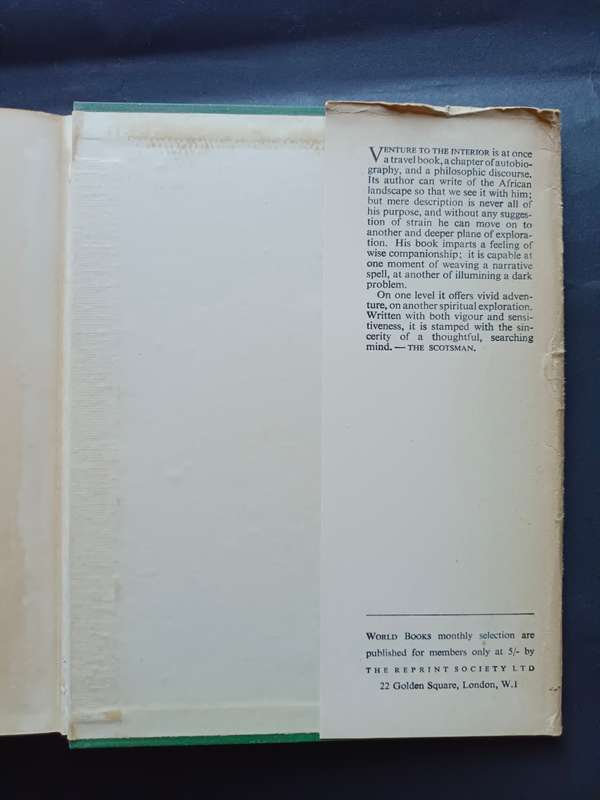 VENTURE TO THE INTERIOR is at once
a travel book, a chapter of autobio-
graphy, and a philosophic discourse.
Its author can write of the African
landscape so that we see it with him;
but mere description is never all of
his purpose, and without any sugges-
tion of strain he can move on to
another and deeper plane of explora-
tion. His book imparts a feeling of
wise companionship; it is capable at
one moment of weaving a narrative
spell, at another of illumining a dark
problem.
On one level it offers vivid adven-
ture, on another spiritual exploration.
Written with both vigour and sensi-
tiveness, it is stamped with the sin-
cerity of a thoughtful, searching
mind. — THE SCOTSMAN.
WORLD BOOKS monthly selection are
published for members only at 5/- by
THE REPRINT SOCIETY LTD
22 Golden Square, London, W.1